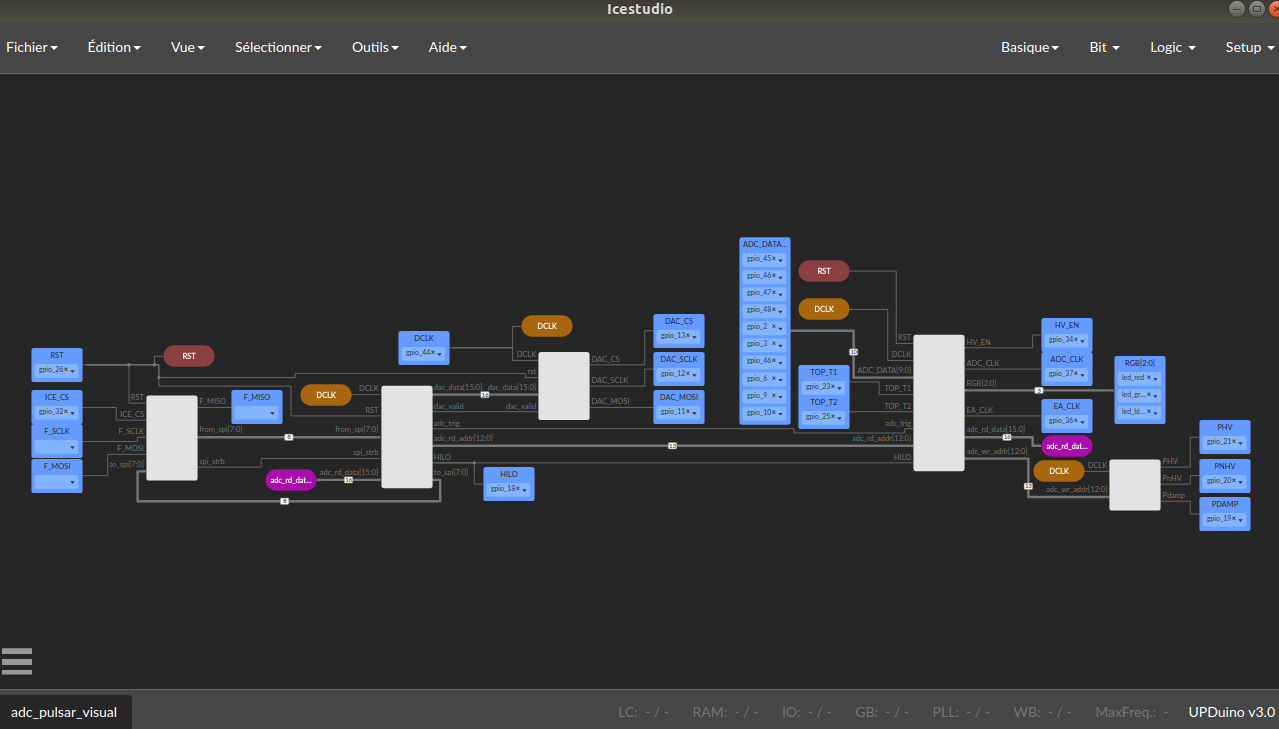 Icestudio
Fichier Édition Vue Sélectionner Outils Aide Basique Bit Logic Setup
RST
gpio_26×
ICE_CS
gpio_32×
F_SCLK
F_MOSI
RST
RST
ICE_CS
F_SCLK
F_MOSI
to_spi[7:0]
F_MISO
from_spi[7:0]
spi_strb
F_MISO
8
8
DCLK
adc_rd_dat...
16
DCLK
RST
from_spi[7:0]
spi_strb
adc_rd_data[15:0]
dac_data[15:0]
dac_valid
adc_trig
adc_rd_addr[12:0]
HILO
to_spi[7:0]
DCLK
gpio_44×
DCLK
16
HILO
gpio_18×
DCLK
rst
dac_data[15:0]
dac_valid
DAC_CS
DAC_SCLK
DAC_MOSI
DAC_CS
gpio_13×
DAC_SCLK
gpio_12×
DAC_MOSI
gpio_11×
13
ADC_DATA...
gpio_45×
gpio_46×
gpio_47×
gpio_48×
gpio_2×
gpio_3×
gpio_46×
gpio_6×
gpio_9×
gpio_10×
RST
DCLK
10
TOP_T1
gpio_23×
TOP_T2
gpio_25×
RST
DCLK
ADC_DATA[9:0]
TOP_T1
TOP_T2
adc_trig
adc_rd_addr[12:0]
HILO
HV_EN
ADC_CLK
RGB[2:0]
EA_CLK
adc_rd_data[15:0]
adc_wr_addr[12:0]
HV_EN
gpio_34×
ADC_CLK
gpio_37×
3
EA_CLK
gpio_36×
16
adc_rd_dat...
RGB[2:0]
led_red ×
led_gr...×
led_bl...×
DCLK
13
DCLK
adc_wr_addr[12:0]
PHV
PnHV
Pdamp
PHV
gpio_21×
PNHV
gpio_20×
PDAMP
gpio_19×
adc_pulsar_visual LC: - / - RAM: - / - IO: - / - GB: - / - PLL: - / - WB: - / - MaxFreq.: - UPDuino v3.0